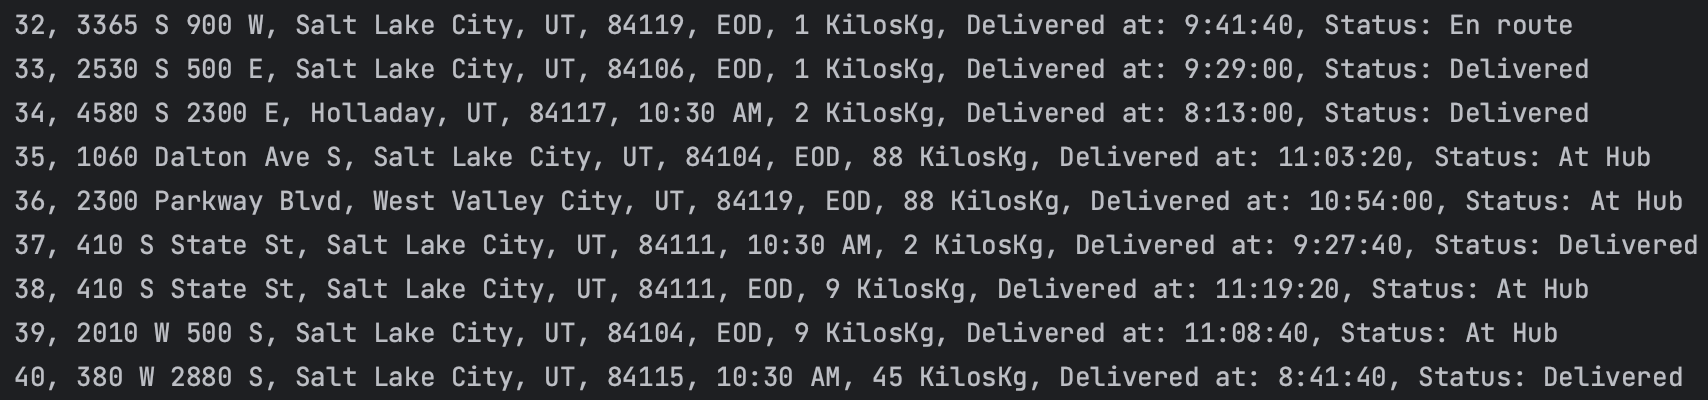 32, 3365 S 900 W, Salt Lake City, UT, 84119, EOD, 1 KilosKg, Delivered at: 9:41:40, Status: En route
33, 2530 S 500 E, Salt Lake City, UT, 84106, EOD, 1 KilosKg, Delivered at: 9:29:00, Status: Delivered
34, 4580 S 2300 E, Holladay, UT, 84117, 10:30 AM, 2 KilosKg, Delivered at: 8:13:00, Status: Delivered
35, 1060 Dalton Ave S, Salt Lake City, UT, 84104, EOD, 88 KilosKg, Delivered at: 11:03:20, Status: At Hub
36, 2300 Parkway Blvd, West Valley City, UT, 84119, EOD, 88 KilosKg, Delivered at: 10:54:00, Status: At Hub
37, 410 S State St, Salt Lake City, UT, 84111, 10:30 AM, 2 KilosKg, Delivered at: 9:27:40, Status: Delivered
38, 410 S State St, Salt Lake City, UT, 84111, EOD, 9 KilosKg, Delivered at: 11:19:20, Status: At Hub
39, 2010 W 500 S, Salt Lake City, UT, 84104, EOD, 9 KilosKg, Delivered at: 11:08:40, Status: At Hub
40, 380 W 2880 S, Salt Lake City, UT, 84115, 10:30 AM, 45 KilosKg, Delivered at: 8:41:40, Status: Delivered